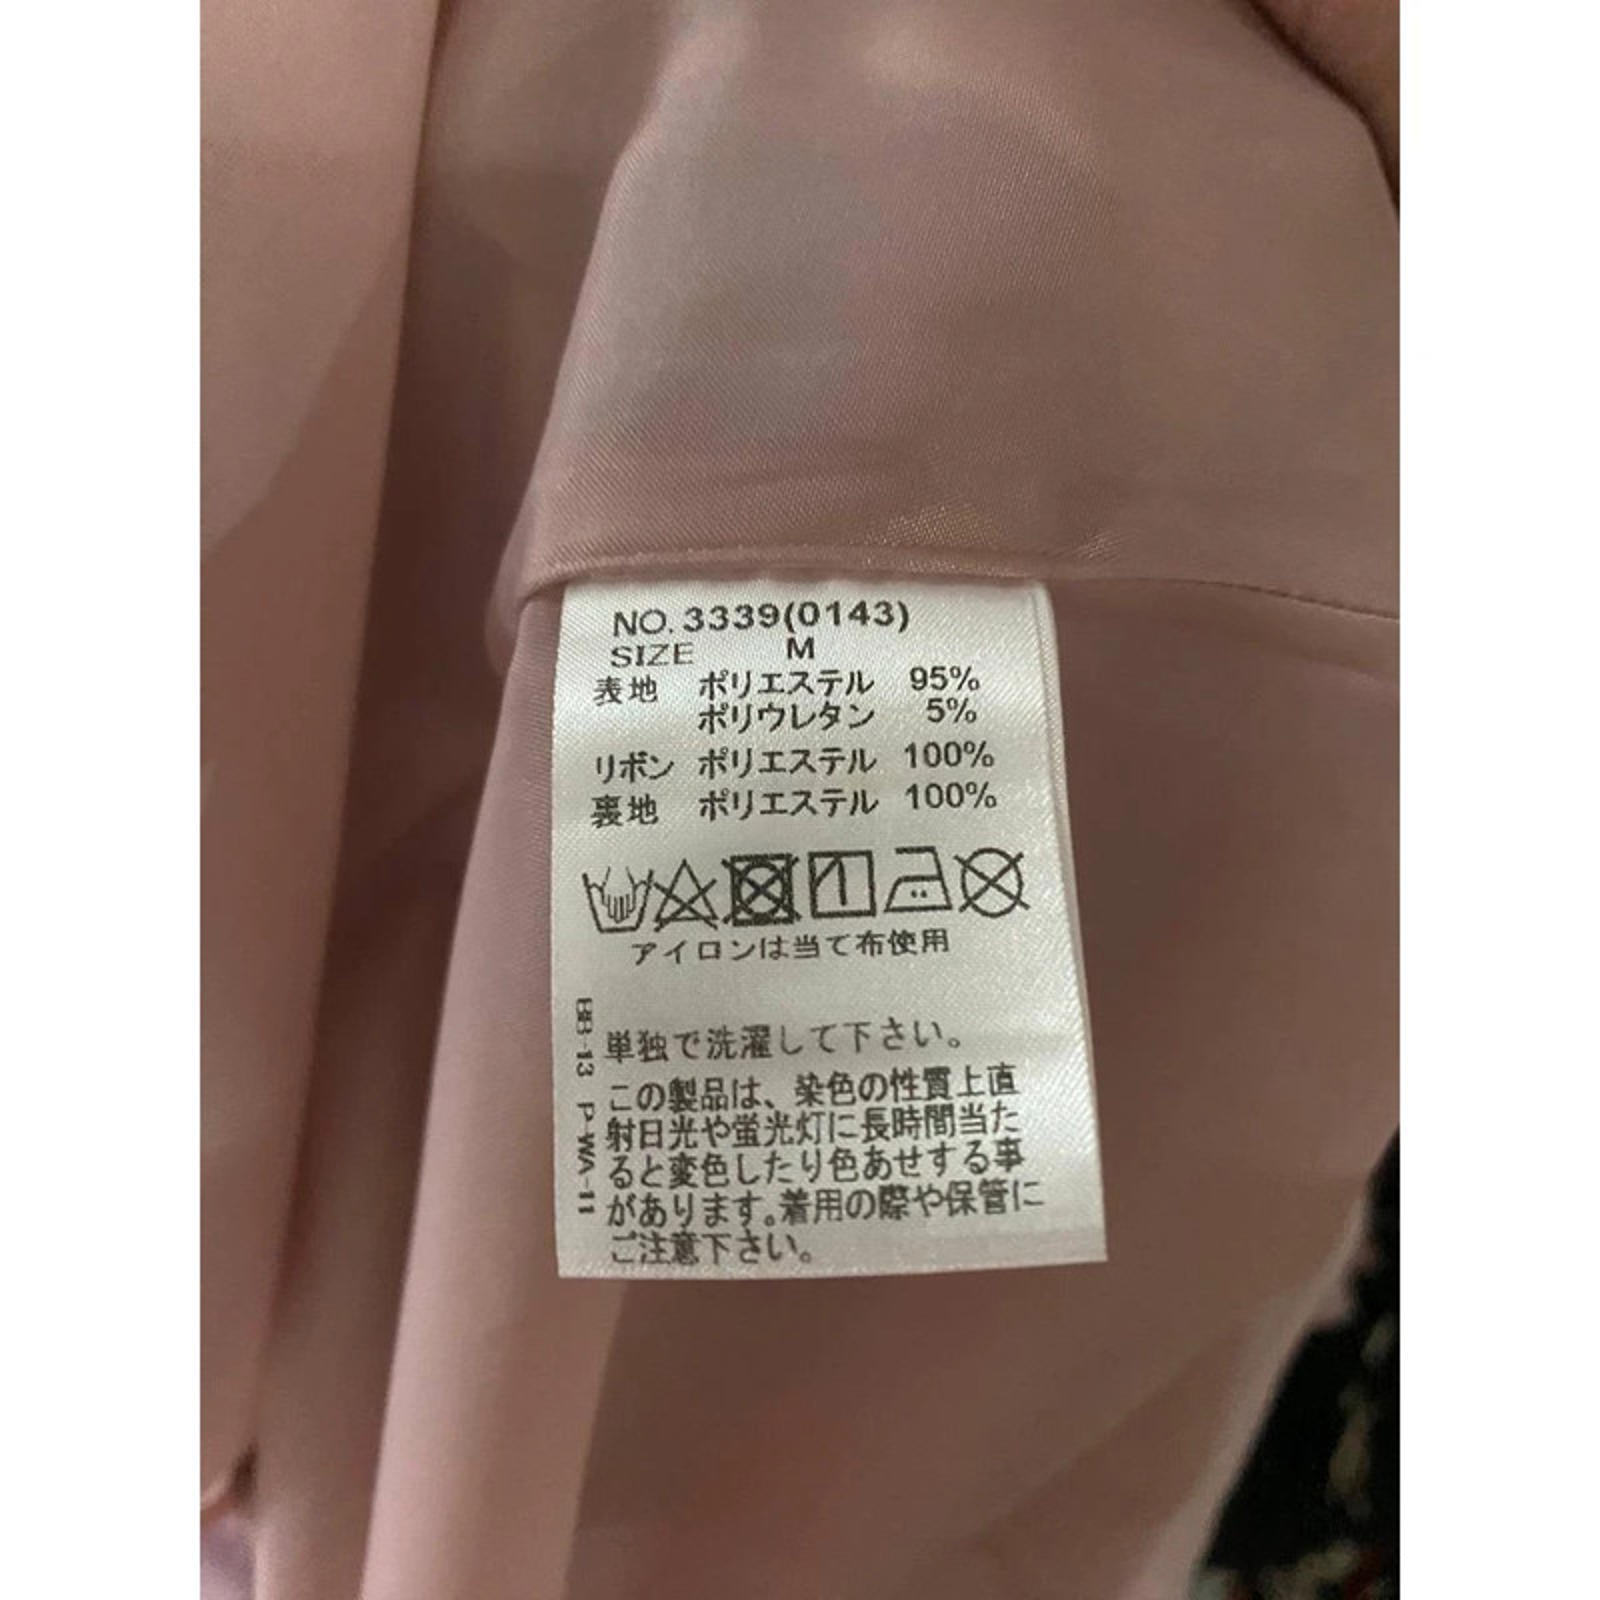 NO. 3339(0143)
SIZE M
表地 ポリエステル 95%
ポリウレタン 5%
リボン ポリエステル 100%
裏地 ポリエステル 100%
アイロンは当て布使用
単独で洗濯して下さい。
この製品は、染色の性質上直
射日光や蛍光灯に長時間当た
ると変色したり色あせする事
があります。着用の際や保管に
ご注意下さい。
-13 P-WA-11